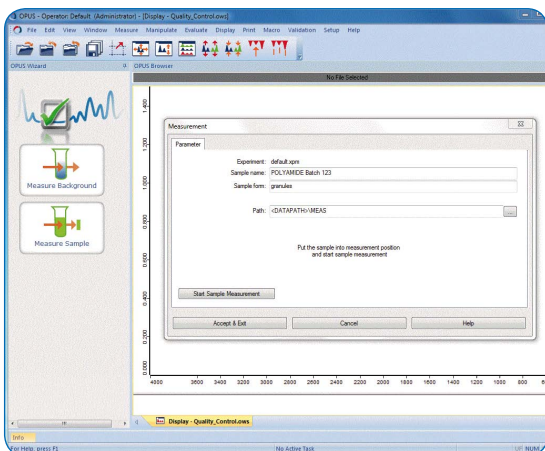 OPUS - Operator: Default (Administrator) - [Display - Quality_Control.ows]
File Edit View Window Measure Manipulate Evaluate Display Print Macro Validation Setup Help
OPUS Wizard
OPUS Browser
No File Selected
Measure Background
Measure Sample
Measurement
Parameter
Experiment: default.xpm
Sample name: POLYAMIDE Batch 123
Sample form: granules
Path: <DATAPATH>\MEAS
...
Put the sample into measurement position
and start sample measurement
Start Sample Measurement
Accept & Exit Cancel Help
1.400
1.200
1.000
0.800
0.600
0.400
0.200
0.000
4000 3600 3400 3200 3000 2800 2600 2400 2200 2000 1800 1600 1400 1200 1000 800
Display - Quality_Control.ows
Info
For Help, press F1 No Active Task UF NUM